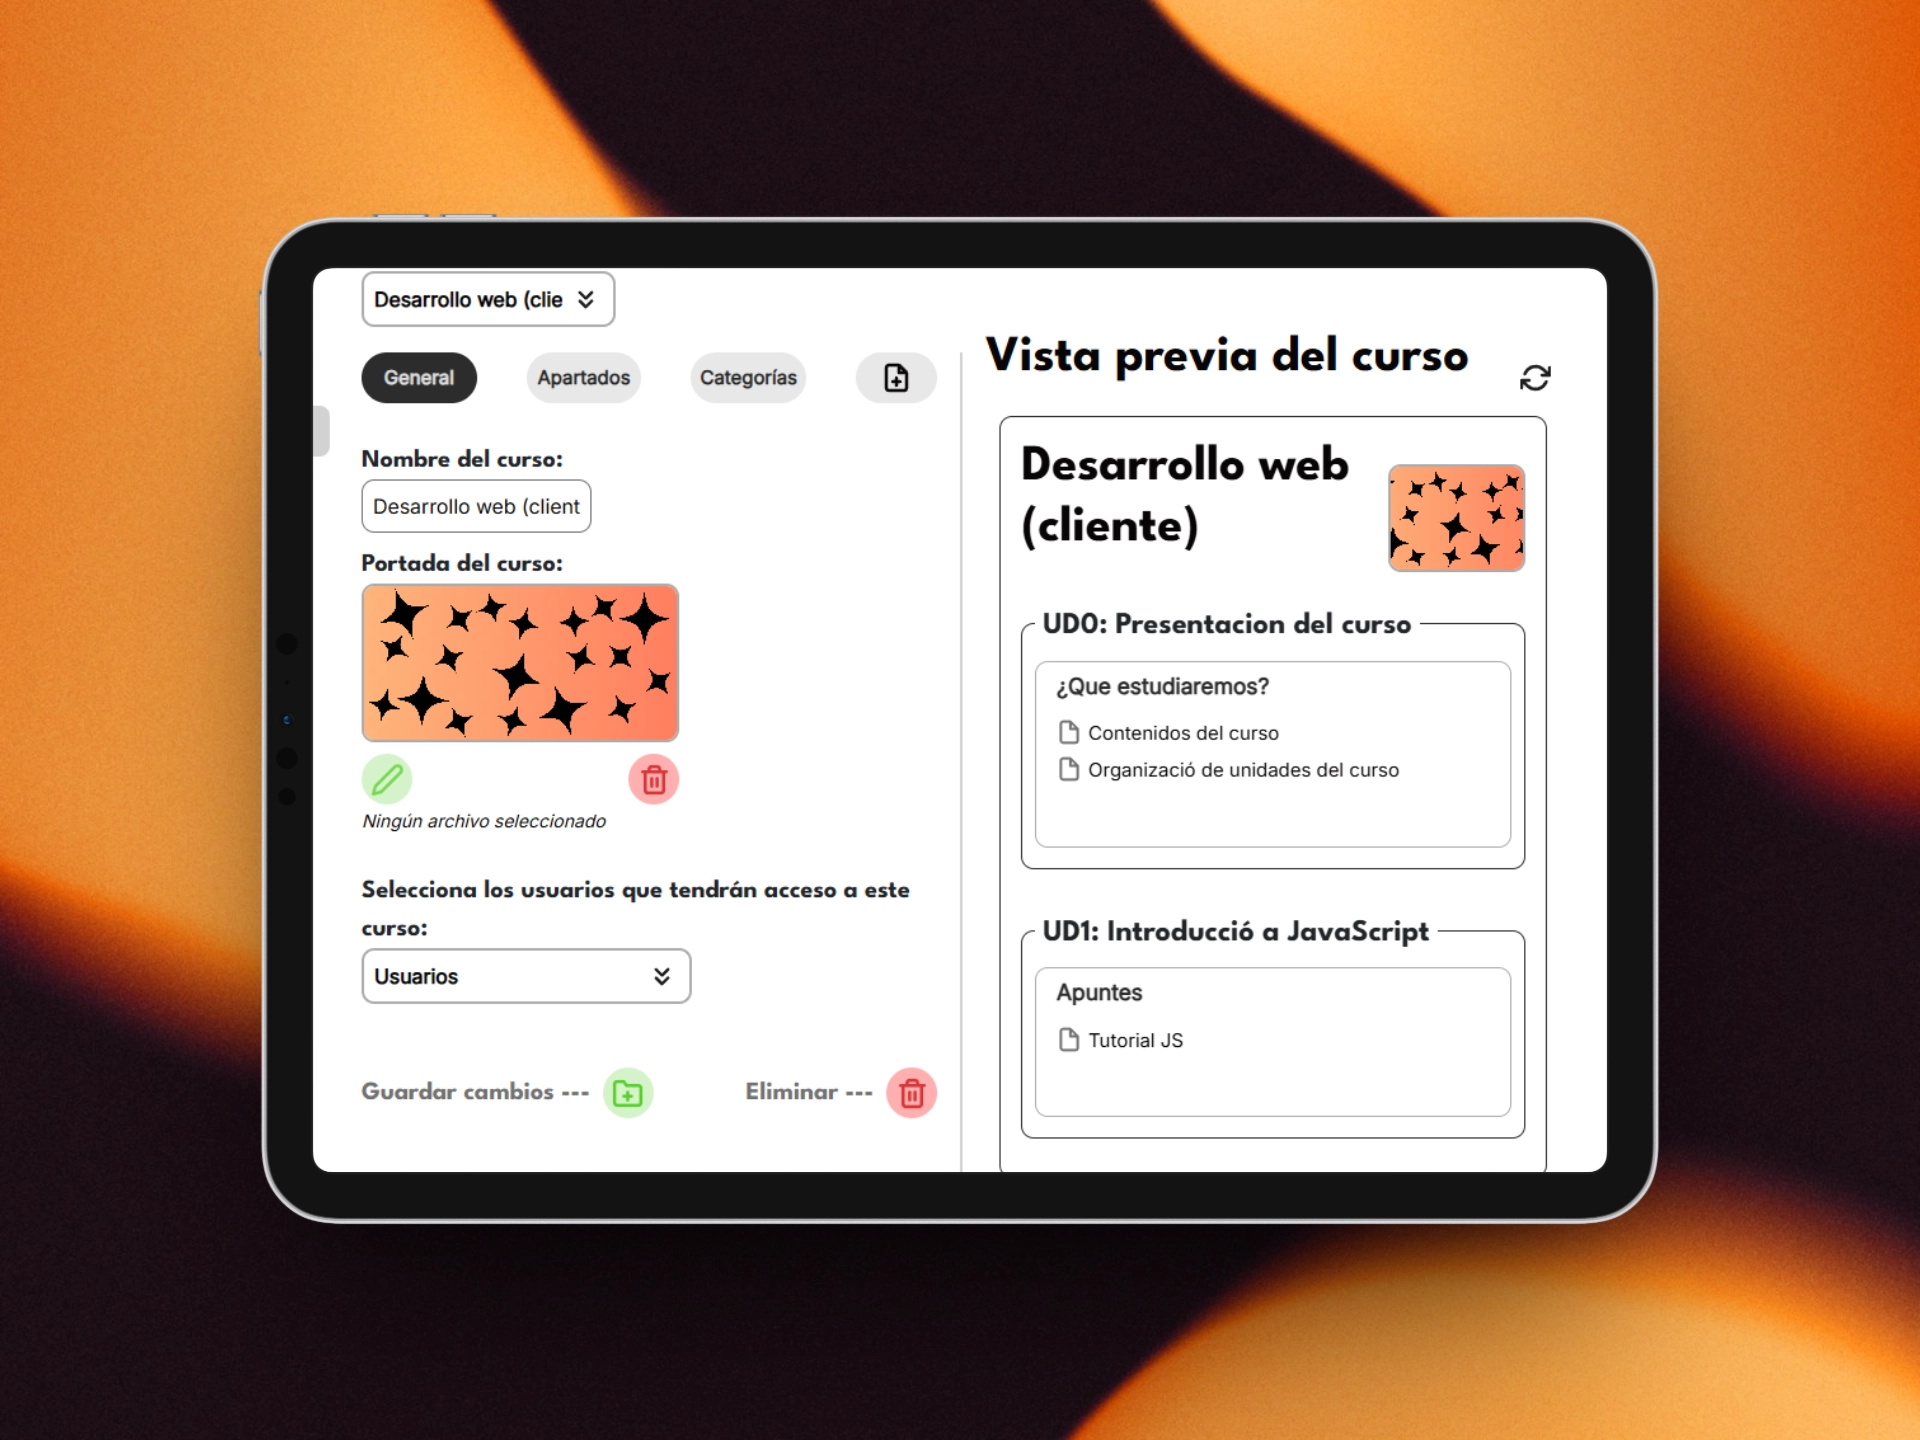 Desarrollo web (clie
General
Apartados
Categorías
Nombre del curso:
Desarrollo web (client
Portada del curso:
Ningún archivo seleccionado
Selecciona los usuarios que tendrán acceso a este
curso:
Usuarios
Guardar cambios ---
Eliminar ---
Vista previa del curso
Desarrollo web
(cliente)
UD0: Presentacion del curso
¿Que estudiaremos?
Contenidos del curso
Organizació de unidades del curso
UD1: Introducció a JavaScript
Apuntes
Tutorial JS